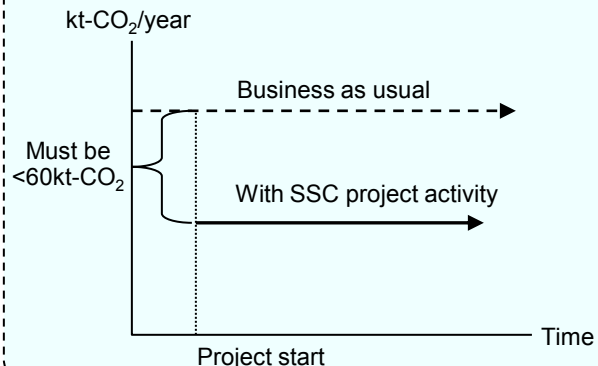 kt-CO₂/year
Business as usual
Must be
<60kt-CO₂
With SSC project activity
Time
Project start